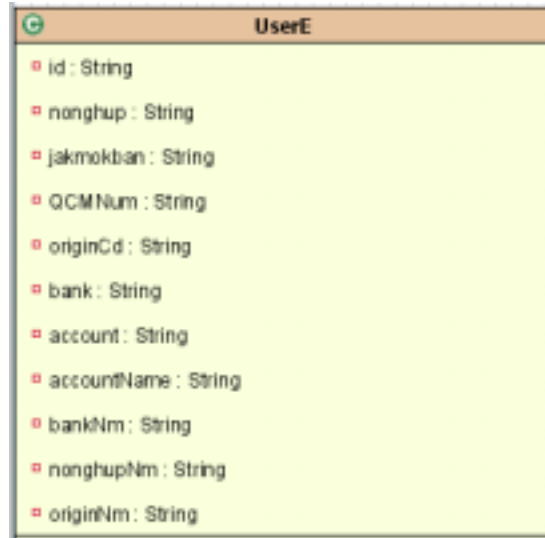 C UserE
id : String
nonghup : String
jakmokban : String
QCMNum : String
originCd : String
bank : String
account : String
accountName : String
bankNm : String
nonghupNm : String
originNm : String